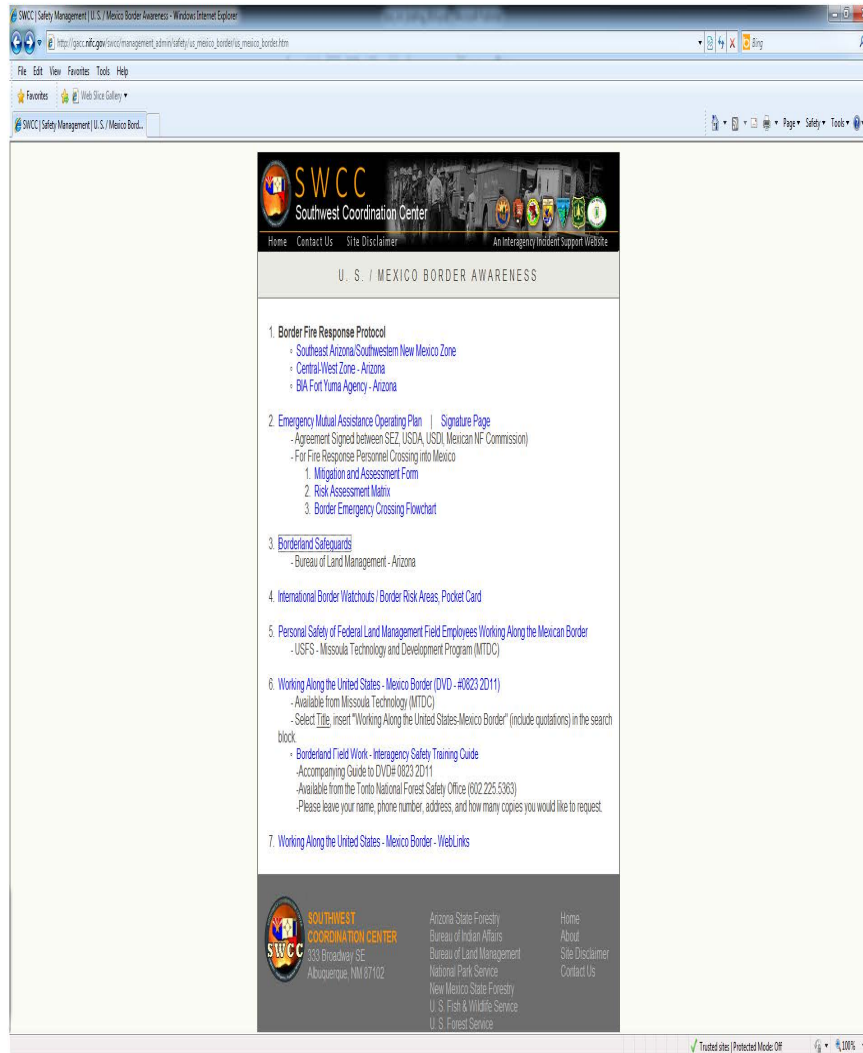 SWCC | Safety Management | U. S. / Mexico Border Awareness - Windows Internet Explorer
http://gacc.nifc.gov/swcc/management_admin/safety/us_mexico_border/us_mexico_border.htm
Bing
File Edit View Favorites Tools Help
Favorites Web Slice Gallery
SWCC | Safety Management | U. S. / Mexico Bord...
Page Safety Tools
SWCC
Southwest Coordination Center
Home Contact Us Site Disclaimer An Interagency Incident Support Website
U. S. / MEXICO BORDER AWARENESS
1. Border Fire Response Protocol
Southeast Arizona/Southwestern New Mexico Zone
Central-West Zone - Arizona
BIA Fort Yuma Agency - Arizona
2. Emergency Mutual Assistance Operating Plan | Signature Page
- Agreement Signed between SEZ, USDA, USDI, Mexican NF Commission)
- For Fire Response Personnel Crossing into Mexico
1. Mitigation and Assessment Form
2. Risk Assessment Matrix
3. Border Emergency Crossing Flowchart
3. Borderland Safeguards
- Bureau of Land Management - Arizona
4. International Border Watchouts / Border Risk Areas, Pocket Card
5. Personal Safety of Federal Land Management Field Employees Working Along the Mexican Border
- USFS - Missoula Technology and Development Program (MTDC)
6. Working Along the United States - Mexico Border (DVD - #0823 2D11)
- Available from Missoula Technology (MTDC)
- Select Title, insert "Working Along the United States-Mexico Border" (include quotations) in the search
block.
Borderland Field Work - Interagency Safety Training Guide
-Accompanying Guide to DVD# 0823 2D11
-Available from the Tonto National Forest Safety Office (602.225.5363)
-Please leave your name, phone number, address, and how many copies you would like to request.
7. Working Along the United States - Mexico Border - WebLinks
SWCC
SOUTHWEST
COORDINATION CENTER
333 Broadway SE
Albuquerque, NM 87102
Arizona State Forestry
Bureau of Indian Affairs
Bureau of Land Management
National Park Service
New Mexico State Forestry
U. S. Fish & Wildlife Service
U. S. Forest Service
Home
About
Site Disclaimer
Contact Us
Trusted sites | Protected Mode: Off 100%